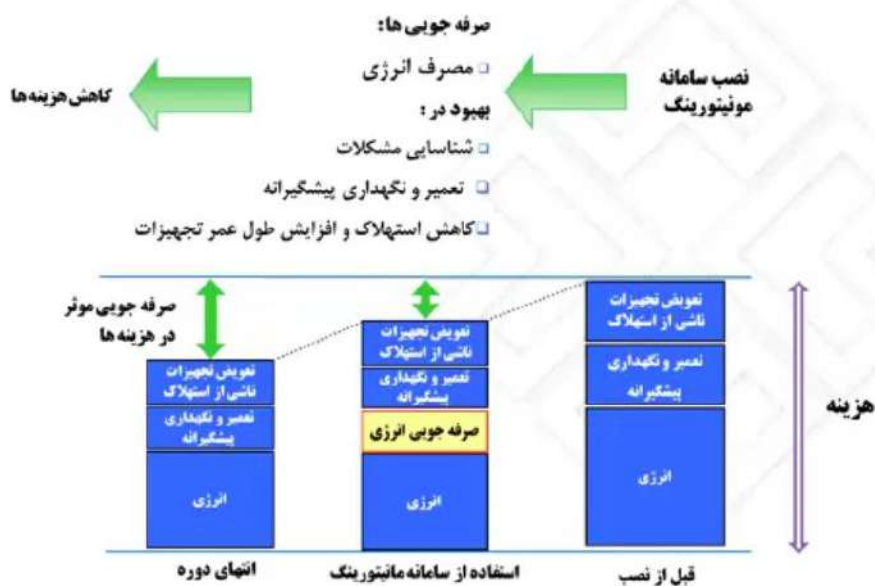 نصب سامانه
مونیتورینگ
صرفه جویی ها:
مصرف انرژی
بهبود در :
شناسایی مشکلات
تعمیر و نگهداری پیشگیرانه
کاهش استهلاک و افزایش طول عمر تجهیزات
کاهش هزینه ها
هزینه
تعویض تجهیزات
ناشی از استهلاک
تعمیر و نگهداری
پیشگیرانه
انرژی
قبل از نصب
تعویض تجهیزات
ناشی از استهلاک
تعمیر و نگهداری
پیشگیرانه
صرفه جویی انرژی
انرژی
استفاده از سامانه مانیتورینگ
صرفه جویی موثر
در هزینه ها
تعویض تجهیزات
ناشی از استهلاک
تعمیر و نگهداری
پیشگیرانه
انرژی
انتهای دوره